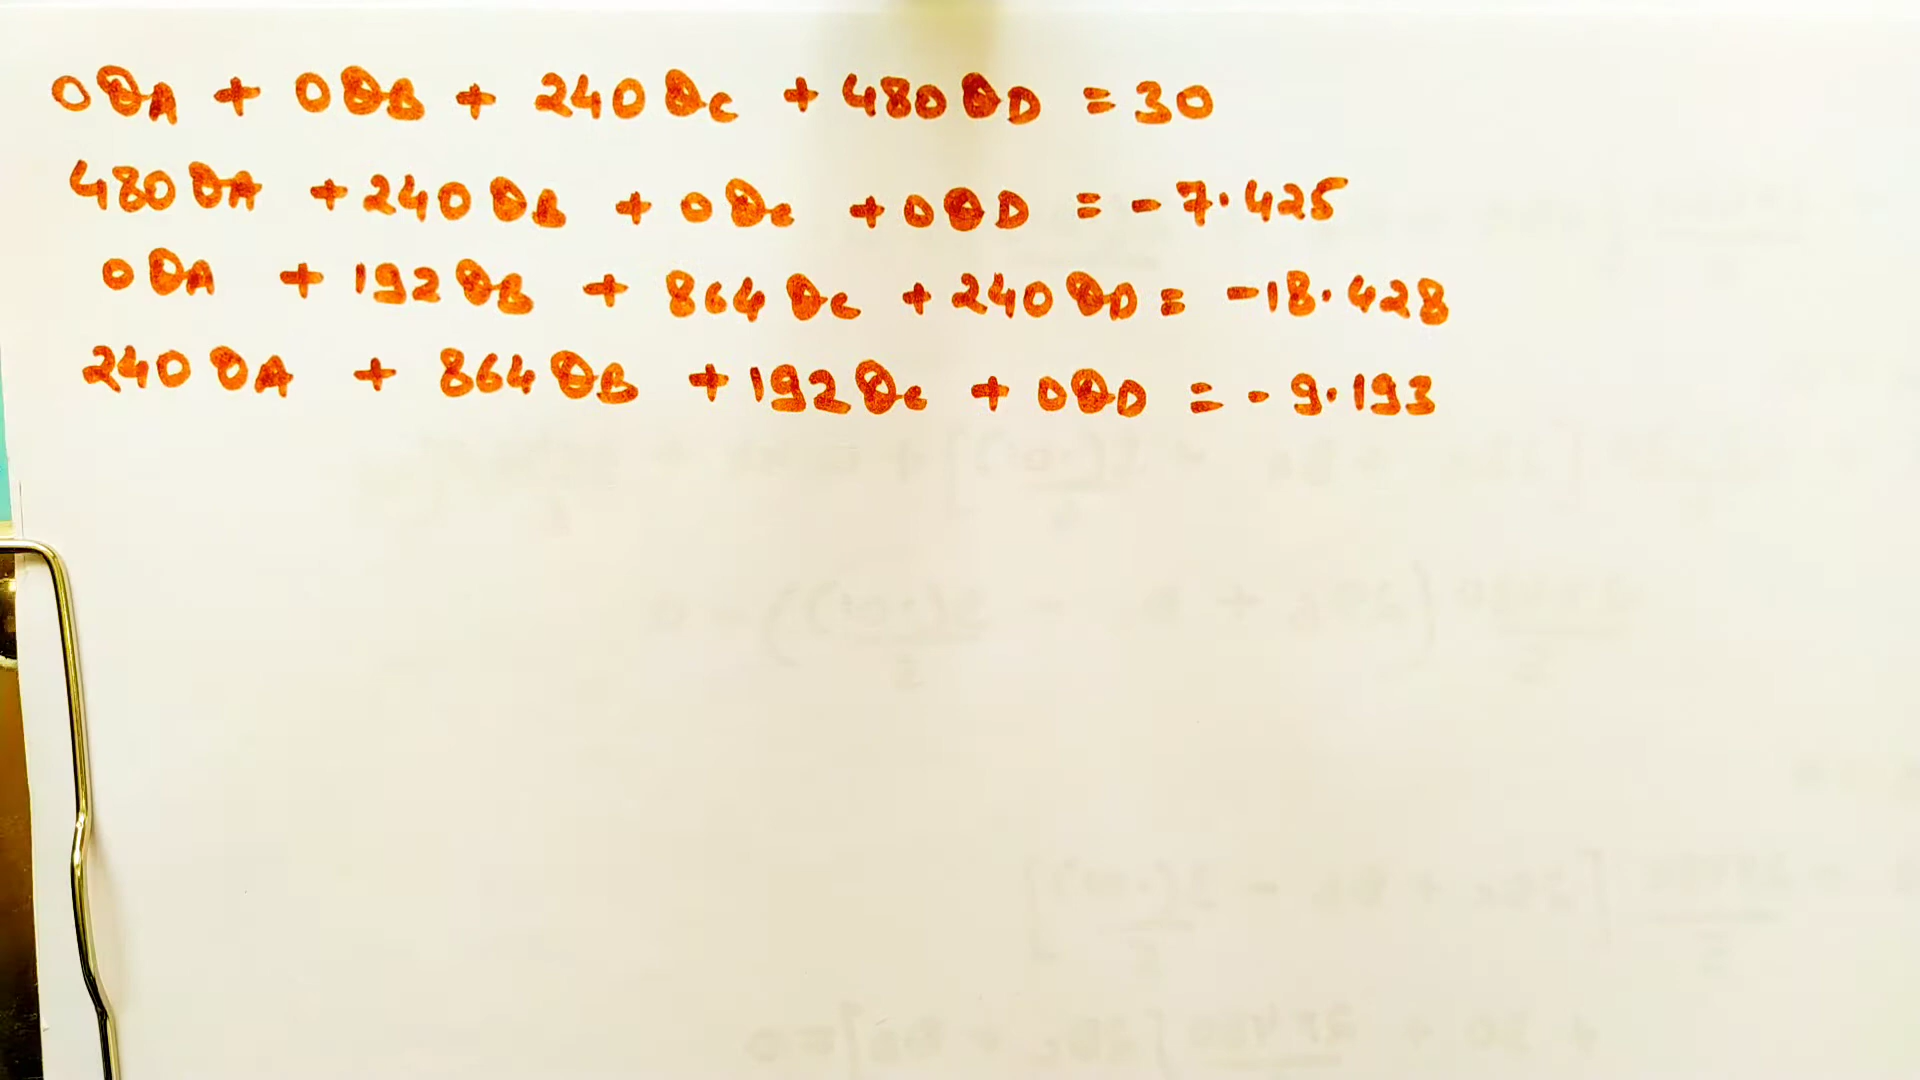 0θA + 0θB + 240θC + 480θD = 30
480θA + 240θB + 0θC + 0θD = -7.425
0θA + 192θB + 864θC + 240θD = -18.428
240θA + 864θB + 192θC + 0θD = -9.193